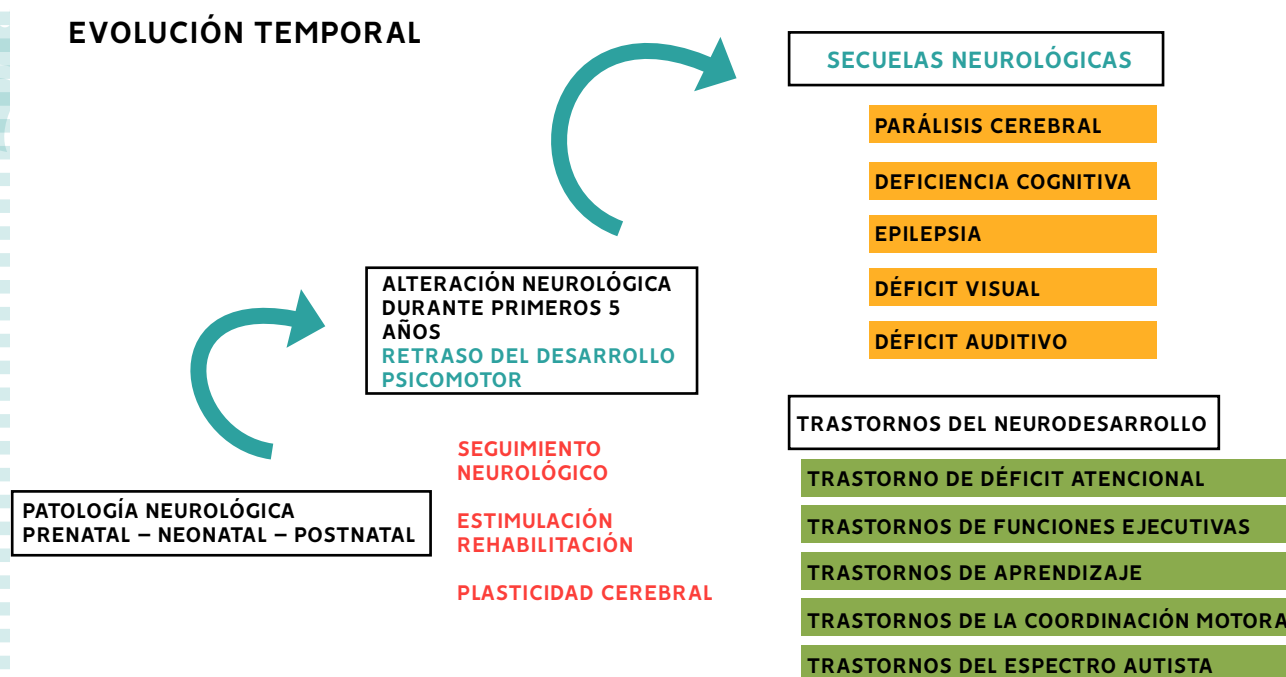 EVOLUCIÓN TEMPORAL
PATOLOGÍA NEUROLÓGICA
PRENATAL – NEONATAL – POSTNATAL
ALTERACIÓN NEUROLÓGICA
DURANTE PRIMEROS 5
AÑOS
RETRASO DEL DESARROLLO
PSICOMOTOR
SEGUIMIENTO
NEUROLÓGICO
ESTIMULACIÓN
REHABILITACIÓN
PLASTICIDAD CEREBRAL
SECUELAS NEUROLÓGICAS
PARÁLISIS CEREBRAL
DEFICIENCIA COGNITIVA
EPILEPSIA
DÉFICIT VISUAL
DÉFICIT AUDITIVO
TRASTORNOS DEL NEURODESARROLLO
TRASTORNO DE DÉFICIT ATENCIONAL
TRASTORNOS DE FUNCIONES EJECUTIVAS
TRASTORNOS DE APRENDIZAJE
TRASTORNOS DE LA COORDINACIÓN MOTORA
TRASTORNOS DEL ESPECTRO AUTISTA